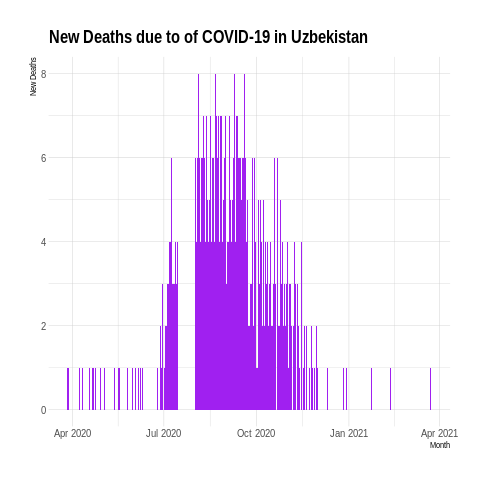 New Deaths due to of COVID-19 in Uzbekistan
New Deaths
8
6
4
2
0
Apr 2020 Jul 2020 Oct 2020 Jan 2021 Apr 2021
Month